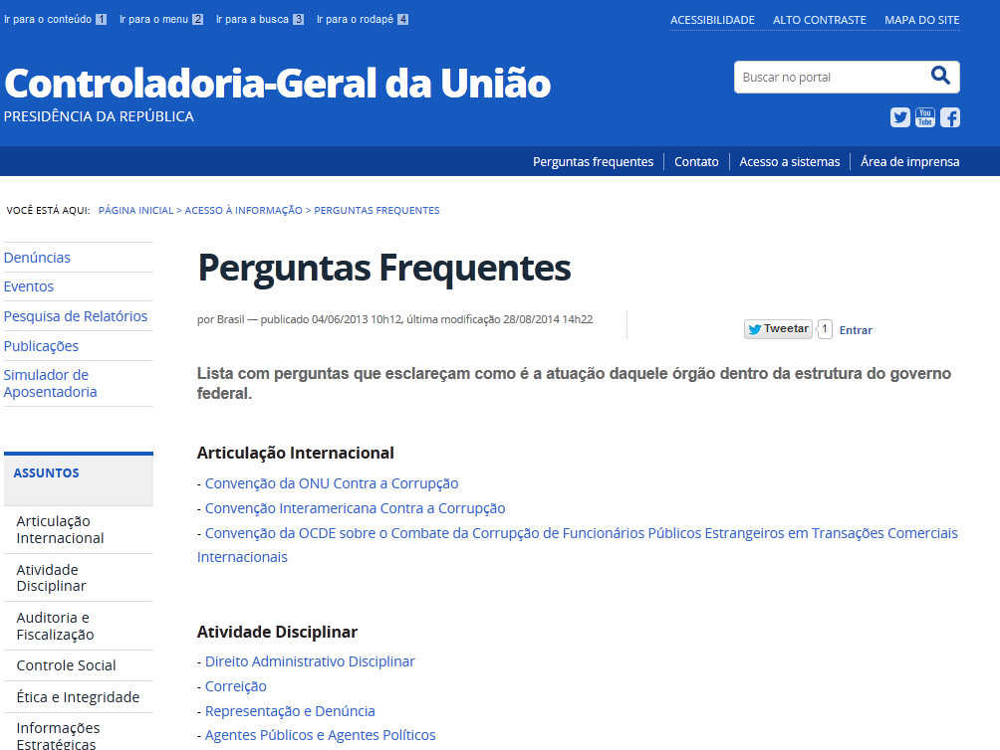 Ir para o conteúdo 1 Ir para o menu 2 Ir para a busca 3 Ir para o rodapé 4
ACESSIBILIDADE ALTO CONTRASTE MAPA DO SITE
Controladoria-Geral da União
PRESIDÊNCIA DA REPÚBLICA
Buscar no portal
You
Tube
Perguntas frequentes Contato Acesso a sistemas Área de imprensa
VOCÊ ESTÁ AQUI: PÁGINA INICIAL > ACESSO À INFORMAÇÃO > PERGUNTAS FREQUENTES
Denúncias
Eventos
Pesquisa de Relatórios
Publicações
Simulador de
Aposentadoria
ASSUNTOS
Articulação
Internacional
Atividade
Disciplinar
Auditoria e
Fiscalização
Controle Social
Ética e Integridade
Informações
Estratégicas
Perguntas Frequentes
por Brasil — publicado 04/06/2013 10h12, última modificação 28/08/2014 14h22
Tweetar 1 Entrar
Lista com perguntas que esclareçam como é a atuação daquele órgão dentro da estrutura do governo
federal.
Articulação Internacional
- Convenção da ONU Contra a Corrupção
- Convenção Interamericana Contra a Corrupção
- Convenção da OCDE sobre o Combate da Corrupção de Funcionários Públicos Estrangeiros em Transações Comerciais
Internacionais
Atividade Disciplinar
- Direito Administrativo Disciplinar
- Correição
- Representação e Denúncia
- Agentes Públicos e Agentes Políticos